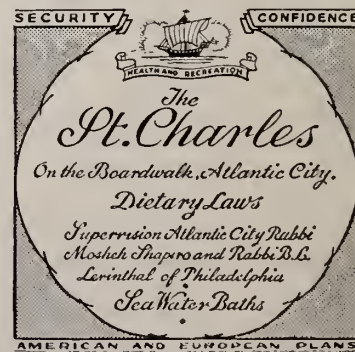 SECURITY CONFIDENCE
HEALTH AND RECREATION
The
St. Charles
On the Boardwalk, Atlantic City.
Dietary Laws
Supervision Atlantic City Rabbi
Mosheh Shapiro and Rabbi B.L.
Levinthal of Philadelphia
Sea Water Baths
AMERICAN AND EUROPEAN PLANS